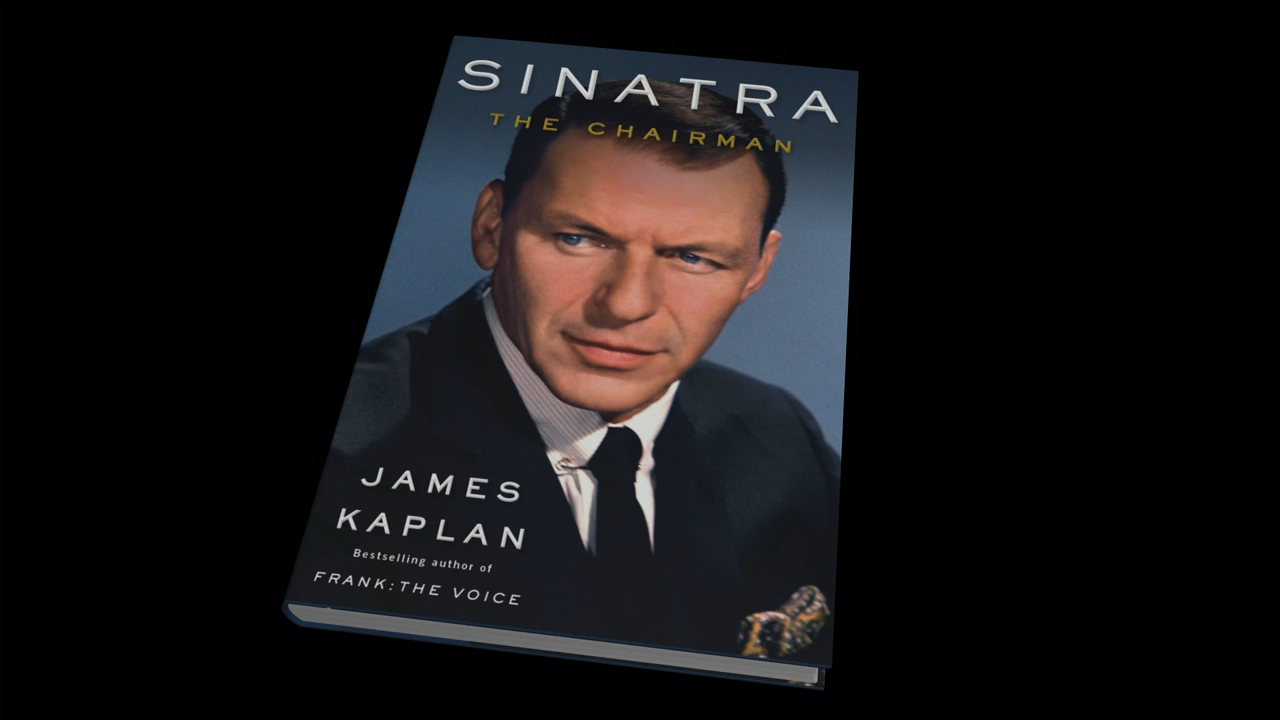 SINATRA
THE CHAIRMAN
JAMES
KAPLAN
Bestselling author of
FRANK: THE VOICE